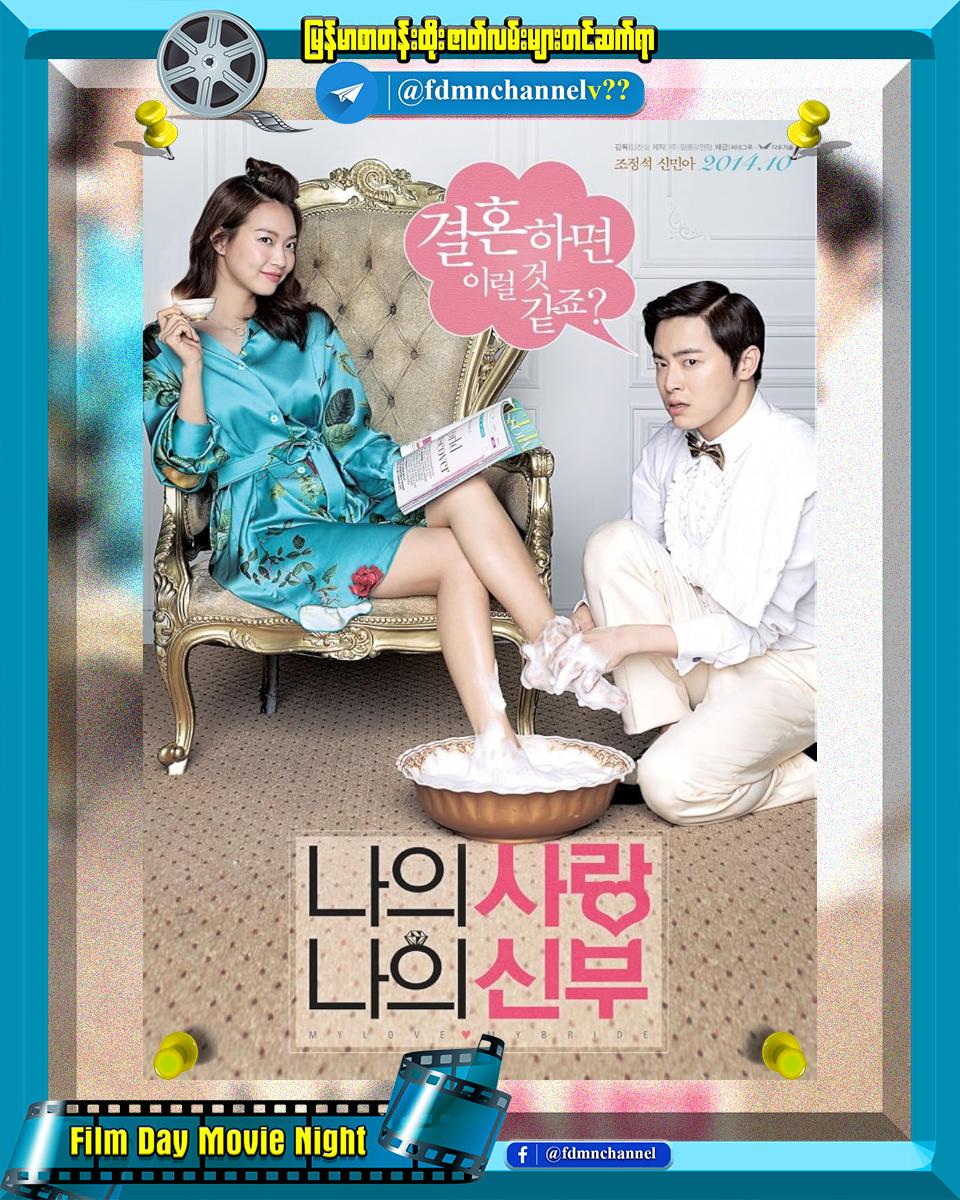 မြန်မာစာတန်းထိုးဇာတ်လမ်းများတင်ဆက်ရာ
@fdmnchannelv??
조정석 신민아 2014.10
결혼하면
이럴 것
같죠?
world
discover
나의 사랑
나의 신부
MY LOVE ♥ MY BRIDE
Film Day Movie Night
f @fdmnchannel